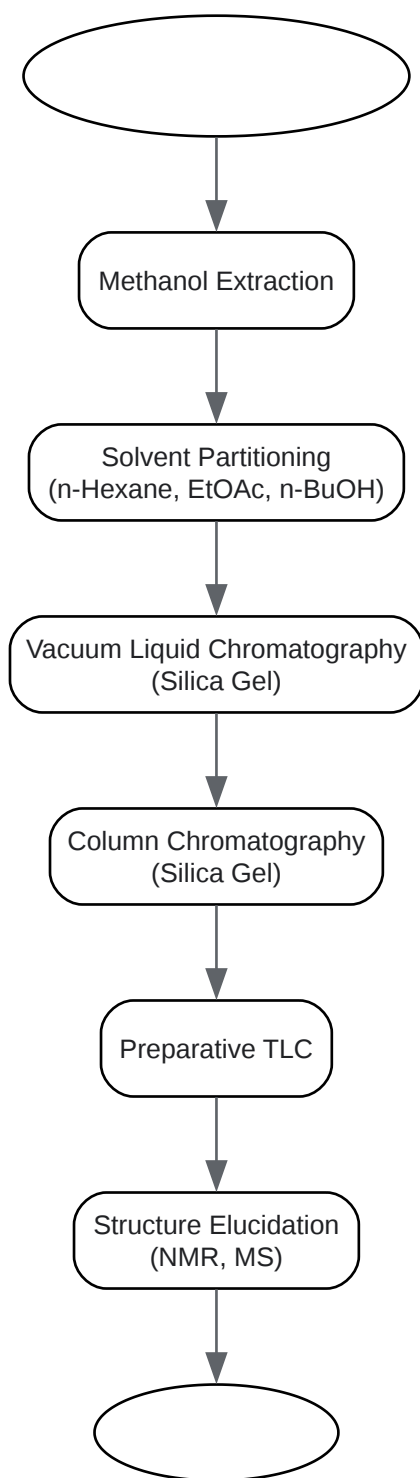 Methanol Extraction
Solvent Partitioning
(n-Hexane, EtOAc, n-BuOH)
Vacuum Liquid Chromatography
(Silica Gel)
Column Chromatography
(Silica Gel)
Preparative TLC
Structure Elucidation
(NMR, MS)